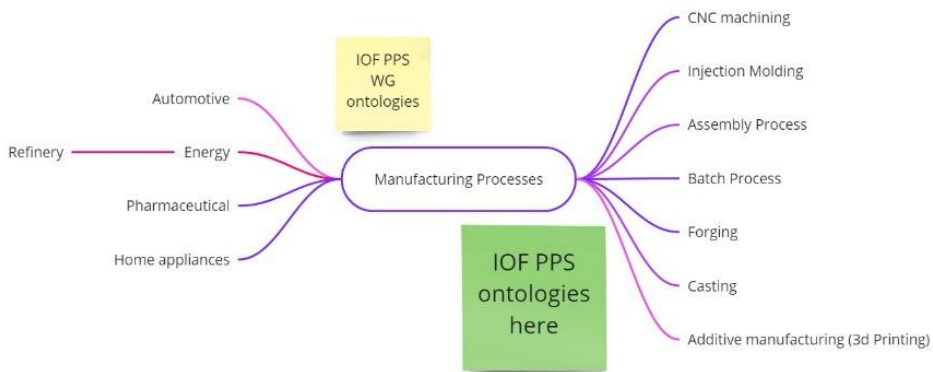 IOF PPS
WG
ontologies
Automotive
Refinery
Energy
Pharmaceutical
Home appliances
Manufacturing Processes
CNC machining
Injection Molding
Assembly Process
Batch Process
Forging
Casting
Additive manufacturing (3d Printing)
IOF PPS
ontologies
here